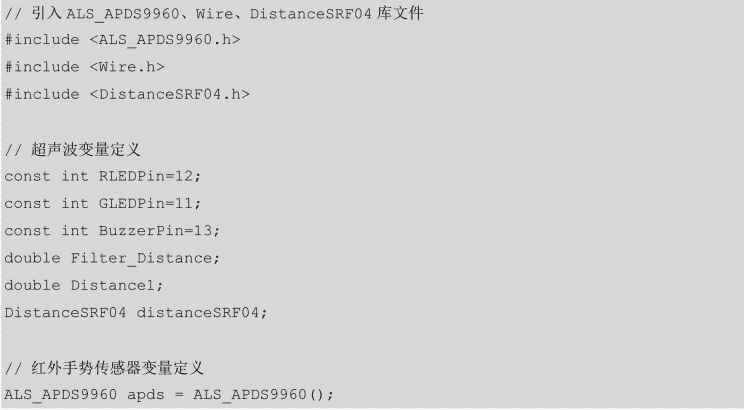 // 引入 ALS_APDS9960、Wire、DistanceSRF04 库文件
#include <ALS_APDS9960.h>
#include <Wire.h>
#include <DistanceSRF04.h>
// 超声波变量定义
const int RLEDPin=12;
const int GLEDPin=11;
const int BuzzerPin=13;
double Filter_Distance;
double Distance1;
DistanceSRF04 distanceSRF04;
// 红外手势传感器变量定义
ALS_APDS9960 apds = ALS_APDS9960();